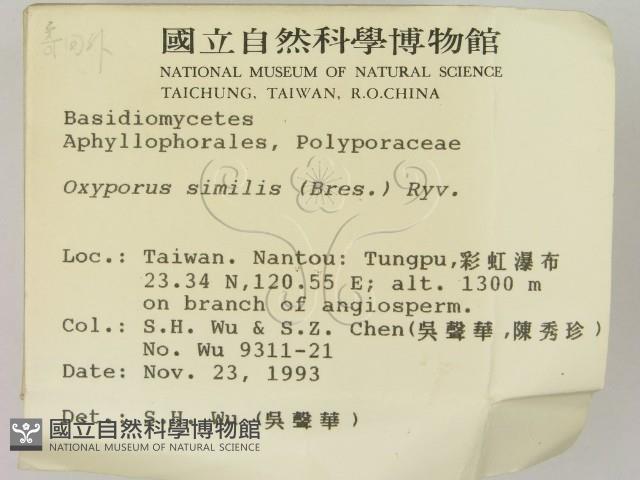 寄回外
國立自然科學博物館
NATIONAL MUSEUM OF NATURAL SCIENCE
TAICHUNG, TAIWAN, R.O.CHINA
Basidiomycetes
Aphyllophorales, Polyporaceae
Oxyporus similis (Bres.) Ryv.
Loc.: Taiwan. Nantou: Tungpu,彩虹瀑布
23.34 N,120.55 E; alt. 1300 m
on branch of angiosperm.
Col.: S.H. Wu & S.Z. Chen(吳聲華,陳秀珍)
No. Wu 9311-21
Date: Nov. 23, 1993
Det.: S.H. Wu (吳聲華)
國立自然科學博物館
NATIONAL MUSEUM OF NATURAL SCIENCE